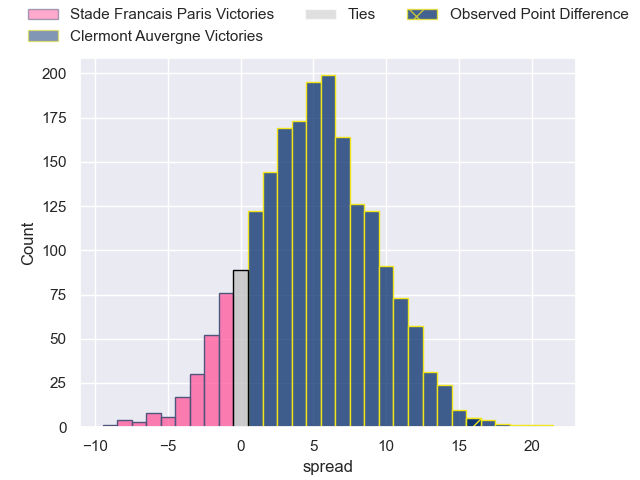 Stade Francais Paris Victories
Ties
Observed Point Difference
Clermont Auvergne Victories
200
175
150
125
100
75
50
25
0
Count
−10
−5
0
5
10
15
20
spread